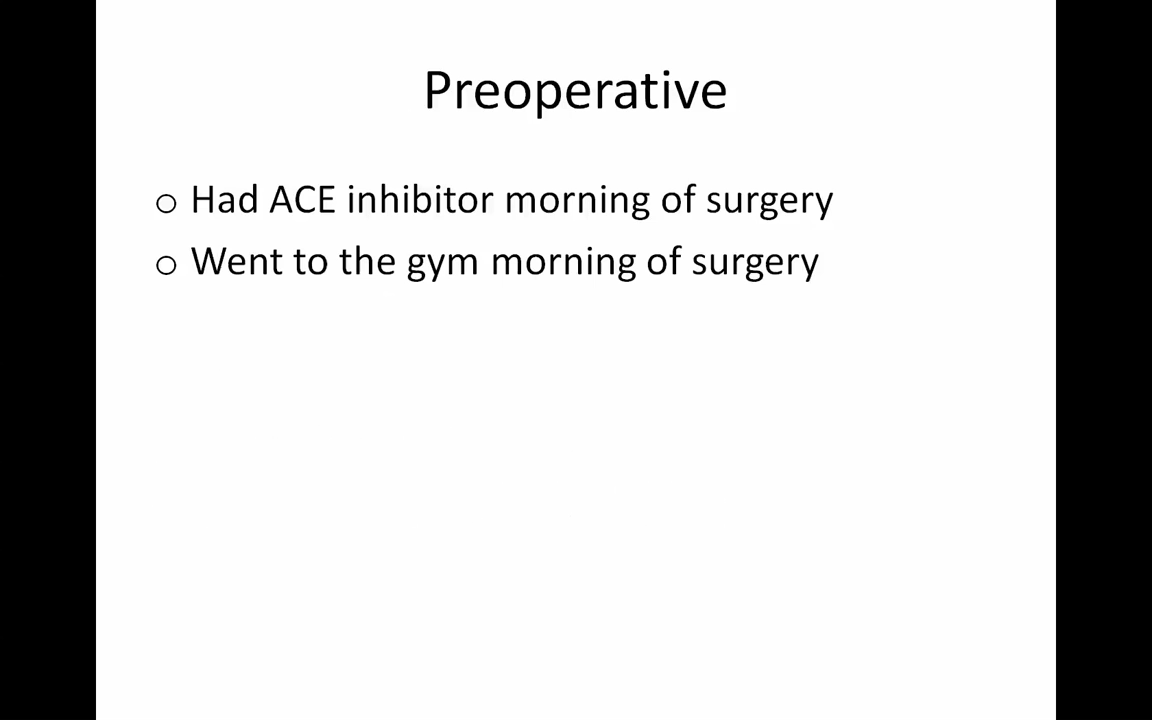 Preoperative
○ Had ACE inhibitor morning of surgery
○ Went to the gym morning of surgery